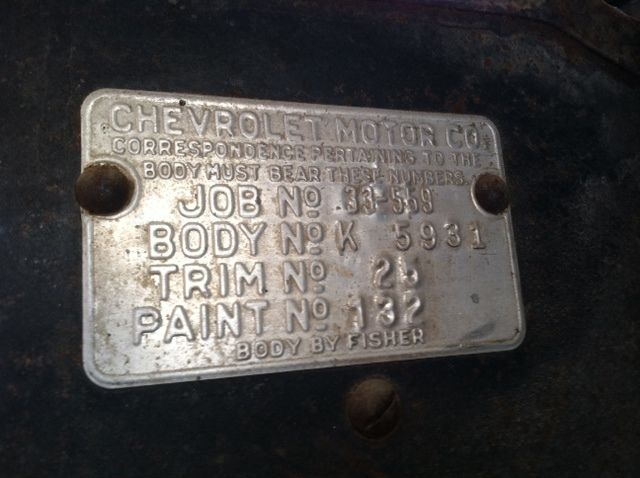 CHEVROLET MOTOR CO.
CORRESPONDENCE PERTAINING TO THE
BODY MUST BEAR THESE NUMBERS.
JOB Nº 33-559
BODY Nº K 5931
TRIM Nº 26
PAINT Nº 132
BODY BY FISHER